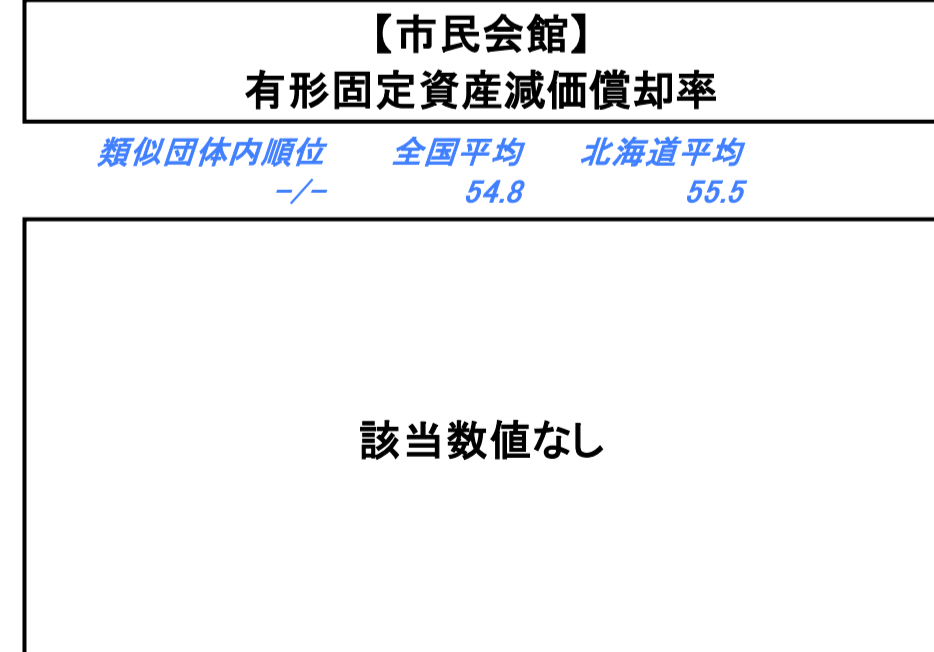 【市民会館】
有形固定資産減価償却率
類似団体内順位 全国平均 北海道平均
-/- 54.8 55.5
該当数値なし